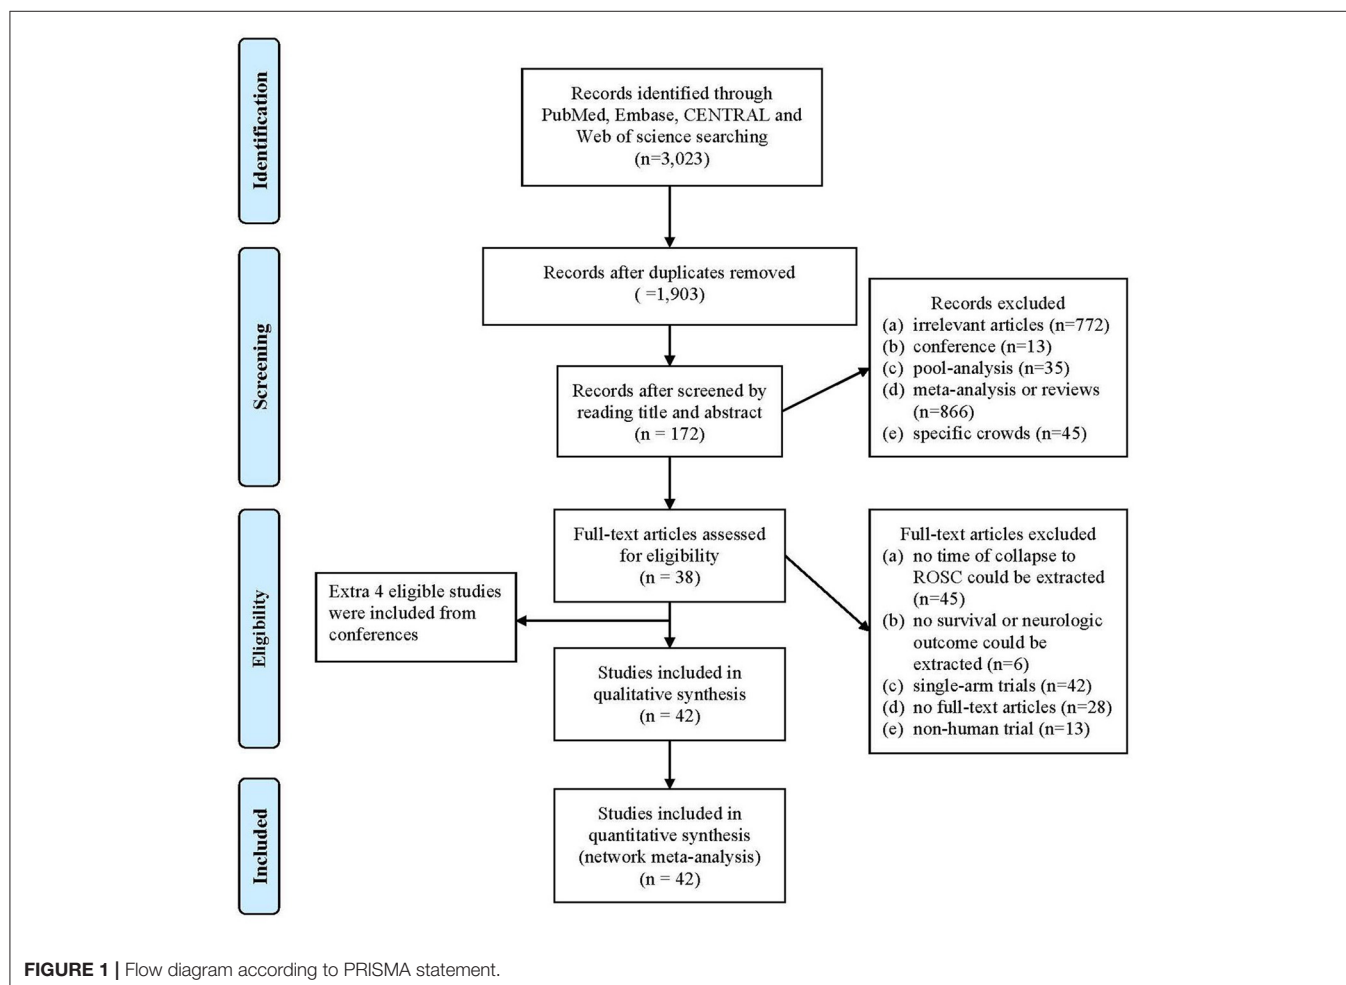 Identification
Records identified through
PubMed, Embase, CENTRAL and
Web of science searching
(n=3,023)
Screening
Records after duplicates removed
( =1,903)
Records after screened by
reading title and abstract
(n = 172)
Records excluded
(a) irrelevant articles (n=772)
(b) conference (n=13)
(c) pool-analysis (n=35)
(d) meta-analysis or reviews
(n=866)
(e) specific crowds (n=45)
Eligibility
Full-text articles assessed
for eligibility
(n = 38)
Full-text articles excluded
(a) no time of collapse to
ROSC could be extracted
(n=45)
(b) no survival or neurologic
outcome could be
extracted (n=6)
(c) single-arm trials (n=42)
(d) no full-text articles (n=28)
(e) non-human trial (n=13)
Extra 4 eligible studies
were included from
conferences
Studies included in
qualitative synthesis
(n = 42)
Included
Studies included in
quantitative synthesis
(network meta-analysis)
(n = 42)
FIGURE 1 | Flow diagram according to PRISMA statement.